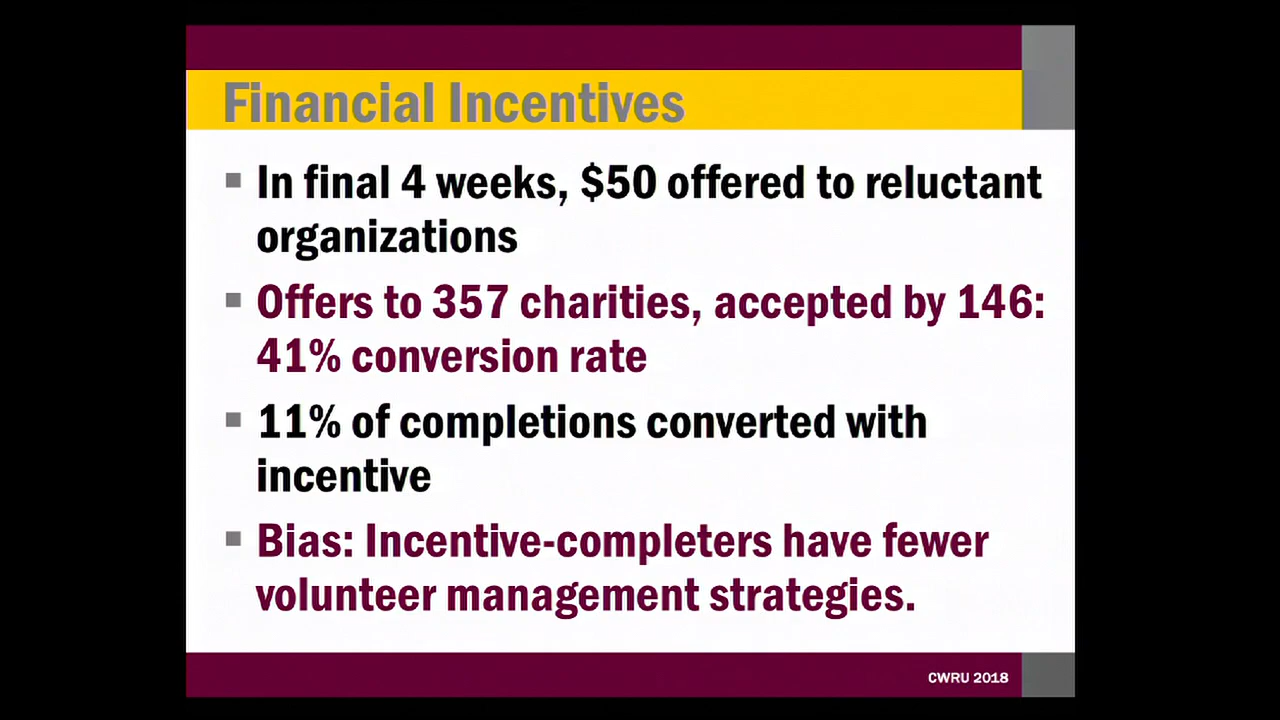 Financial Incentives
In final 4 weeks, $50 offered to reluctant
organizations
Offers to 357 charities, accepted by 146:
41% conversion rate
11% of completions converted with
incentive
Bias: Incentive-completers have fewer
volunteer management strategies.
CWRU 2018